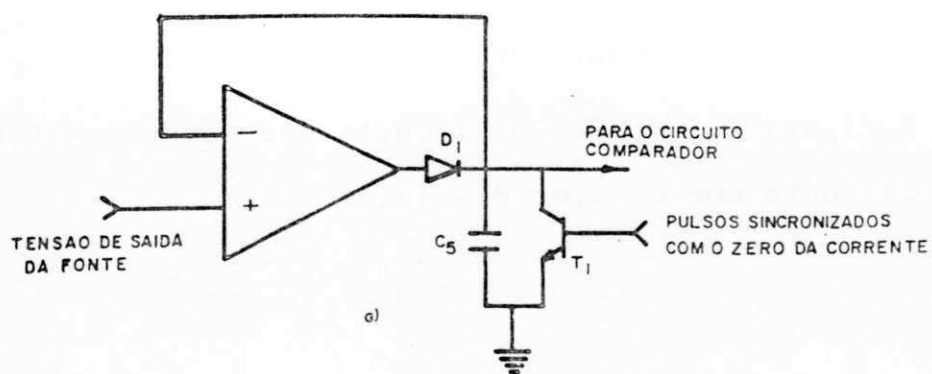 D1
PARA O CIRCUITO
COMPARADOR
−
+
TENSAO DE SAIDA
DA FONTE
C5
T1
PULSOS SINCRONIZADOS
COM O ZERO DA CORRENTE
a)